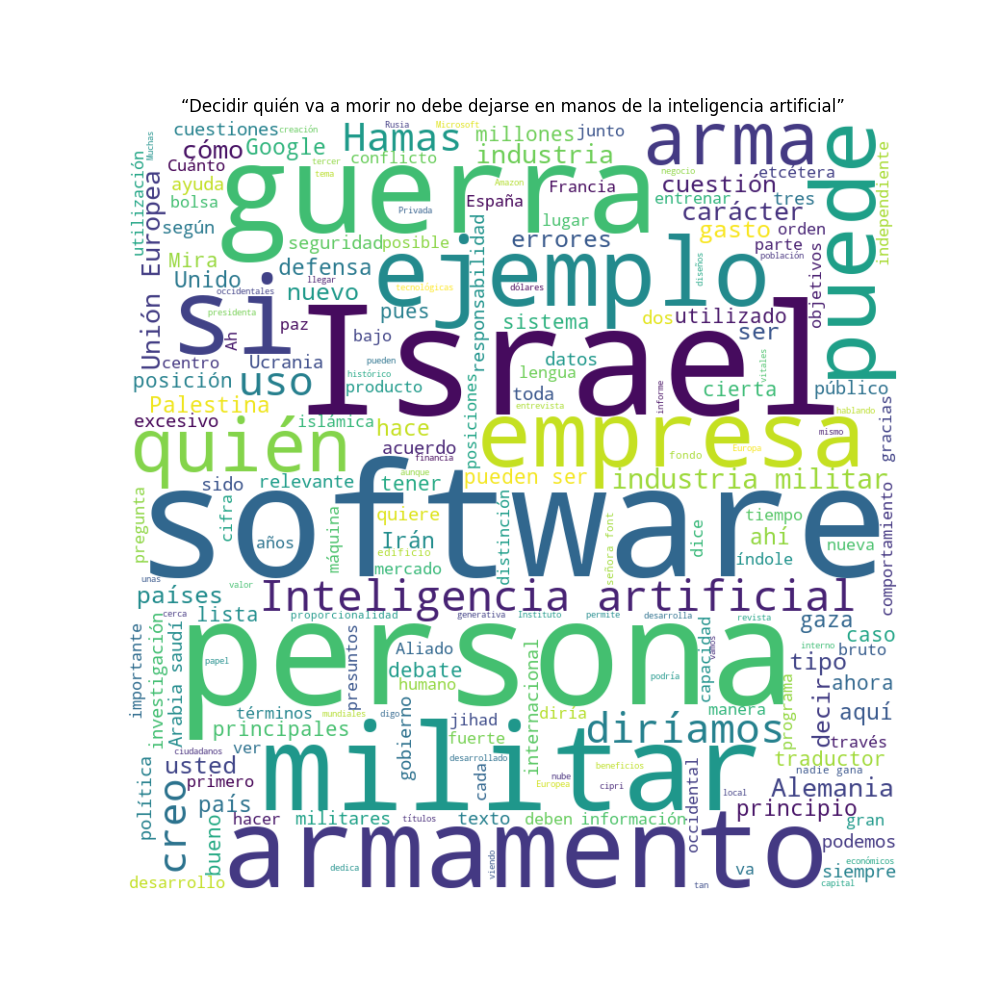 “Decidir quién va a morir no debe dejarse en manos de la inteligencia artificial”
cuestiones
creación
Rusia
Microsoft
Muchas
Hamas
millones
junto
arma
puede
cómo
Google
industria
conflicto
tercer
tema
negocio
etcétera
Cuánto
utilización
Unión Europea
guerra
ayuda
bolsa
Amazon
Francia
España
cuestión
entrenar
tres
independiente
Privada
lugar
carácter
según
seguridad
posible
responsabilidad
errores
gasto
orden
parte
Mira
defensa
llegar
ejemplo
diseños
población
objetivos
Unido
nuevo
tecnológicas
dólares
occidentales
presidenta
si
Israel
pues
sistema
dos
utilizado
ser
Ah
paz
bajo
centro
Ucrania
pueden
datos
vitales
posición
uso
histórico
producto
lengua
toda
informe
cierta
público
Palestina
posiciones
entrevista
hablando
gracias
excesivo
islámica
hace
empresa
mismo
quién
acuerdo
financia
fondo
Europa
aunque
pueden ser
industria militar
sido
relevante
tener
pregunta
cifra
software
quiere
distinción
señora font
dice
tiempo
comportamiento
años
máquina
Irán
edificio
ahí
nueva
mercado
índole
unas
valor
países
Inteligencia artificial
lista
cerca
proporcionalidad
generativa
Instituto
permite
desarrolla
revista
gaza
importante
investigación
Arabia saudí
persona
papel
presuntos
Aliado
debate
humano
capacidad
vamos
podría
caso
interno
bruto
tipo
ahora
términos
mundiales
digo
gobierno
jihad
internacional
diría
manera
programa
decir
aquí
principales
fuerte
diríamos
través
política
ciudadanos
ver
militar
desarrollado
cada
usted
primero
nube
beneficios
Europea
cipri
occidental
traductor
nadie gana
Alemania
creo
país
local
principio
hacer
militares
títulos
texto
deben
información
gran
bueno
armamento
podemos
desarrollo
dedica
viendo
va
tan
económicos
siempre
capital